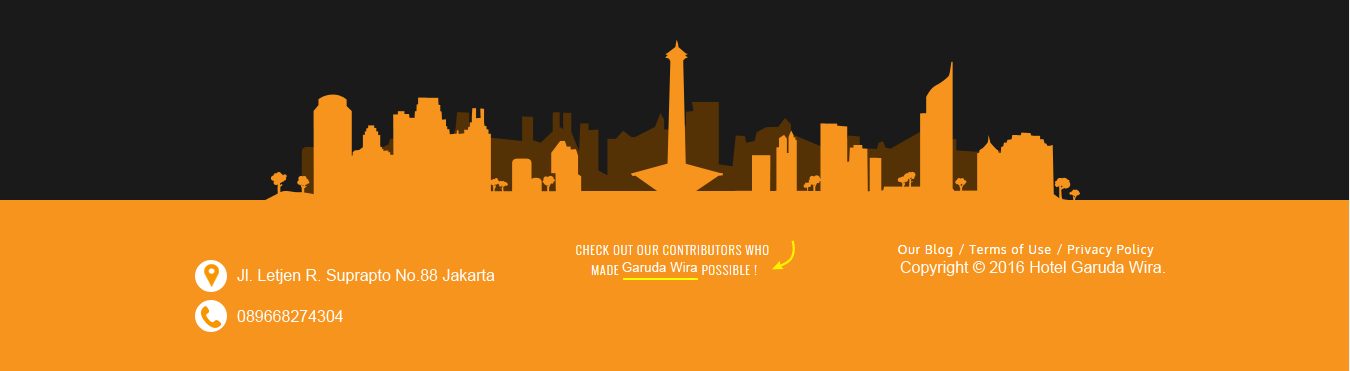 Jl. Letjen R. Suprapto No.88 Jakarta
089668274304
CHECK OUT OUR CONTRIBUTORS WHO
MADE Garuda Wira POSSIBLE !
Our Blog / Terms of Use / Privacy Policy
Copyright © 2016 Hotel Garuda Wira.